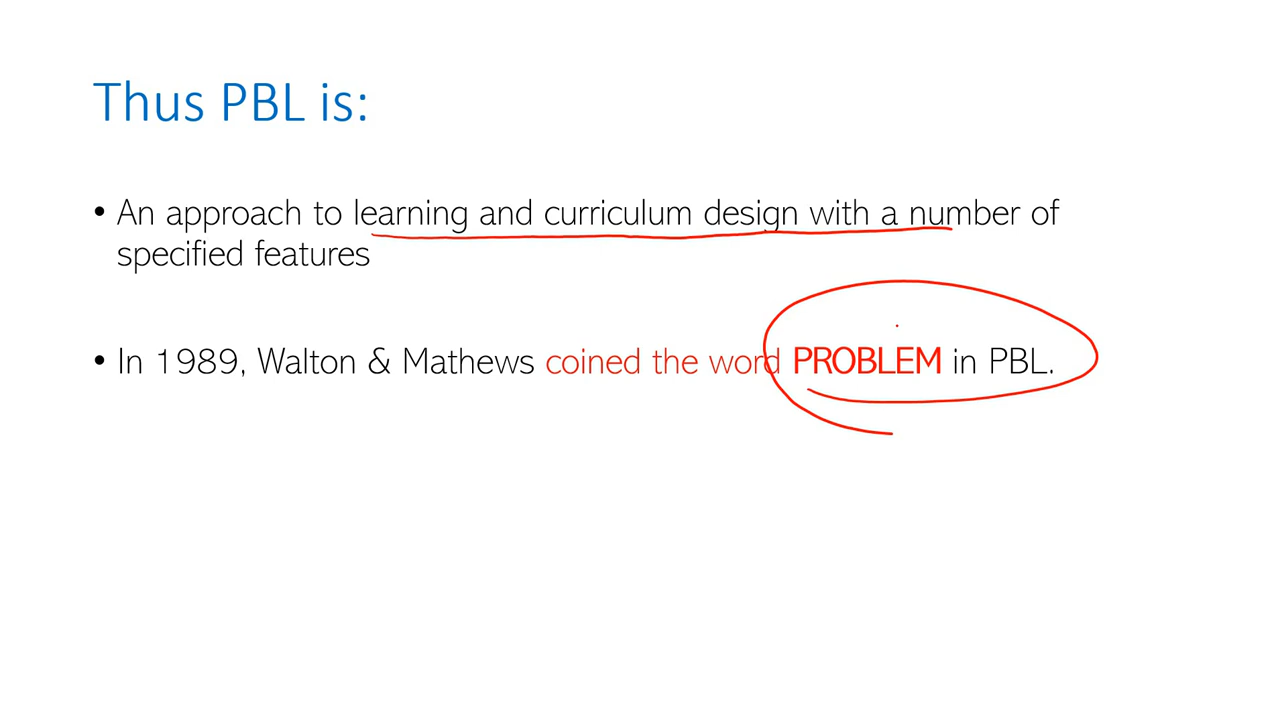 Thus PBL is:
• An approach to learning and curriculum design with a number of
specified features
• In 1989, Walton & Mathews coined the word PROBLEM in PBL.